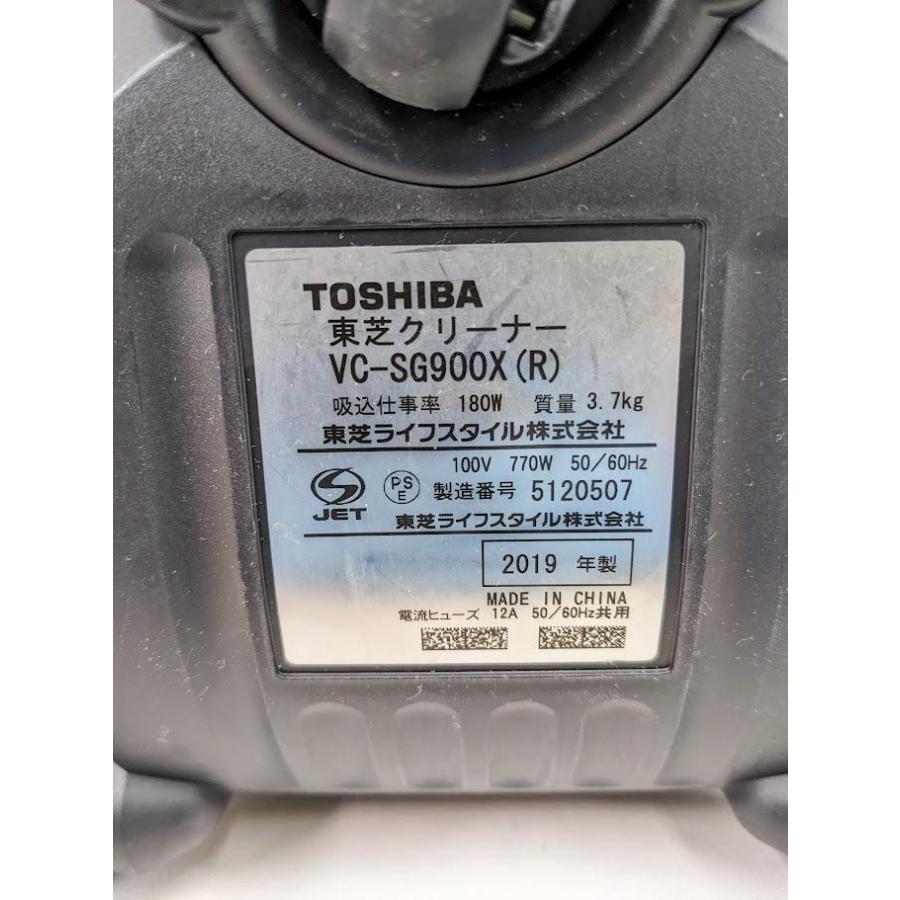 TOSHIBA
東芝クリーナー
VC-SG900X(R)
吸込仕事率 180W 質量 3.7kg
東芝ライフスタイル株式会社
100V 770W 50/60Hz
JET PSE 製造番号 5120507
東芝ライフスタイル株式会社
2019 年製
MADE IN CHINA
電流ヒューズ 12A 50/60Hz共用